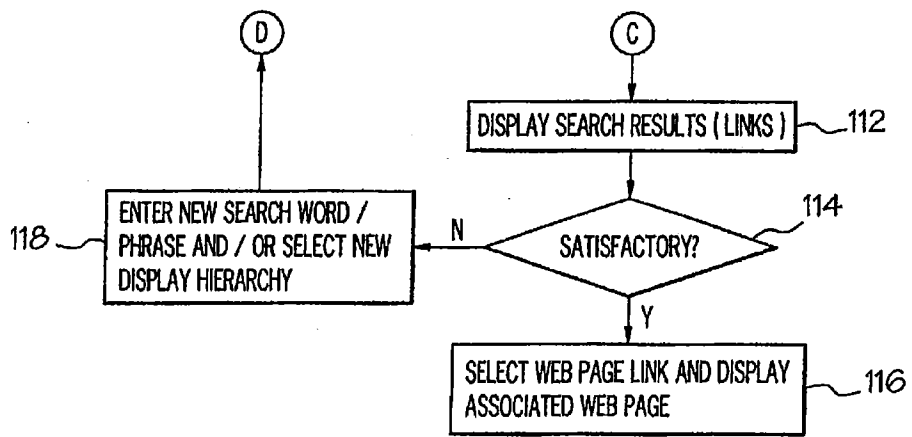 D
C
DISPLAY SEARCH RESULTS ( LINKS )
112
118
ENTER NEW SEARCH WORD /
PHRASE AND / OR SELECT NEW
DISPLAY HIERARCHY
N
SATISFACTORY?
114
Y
SELECT WEB PAGE LINK AND DISPLAY
ASSOCIATED WEB PAGE
116